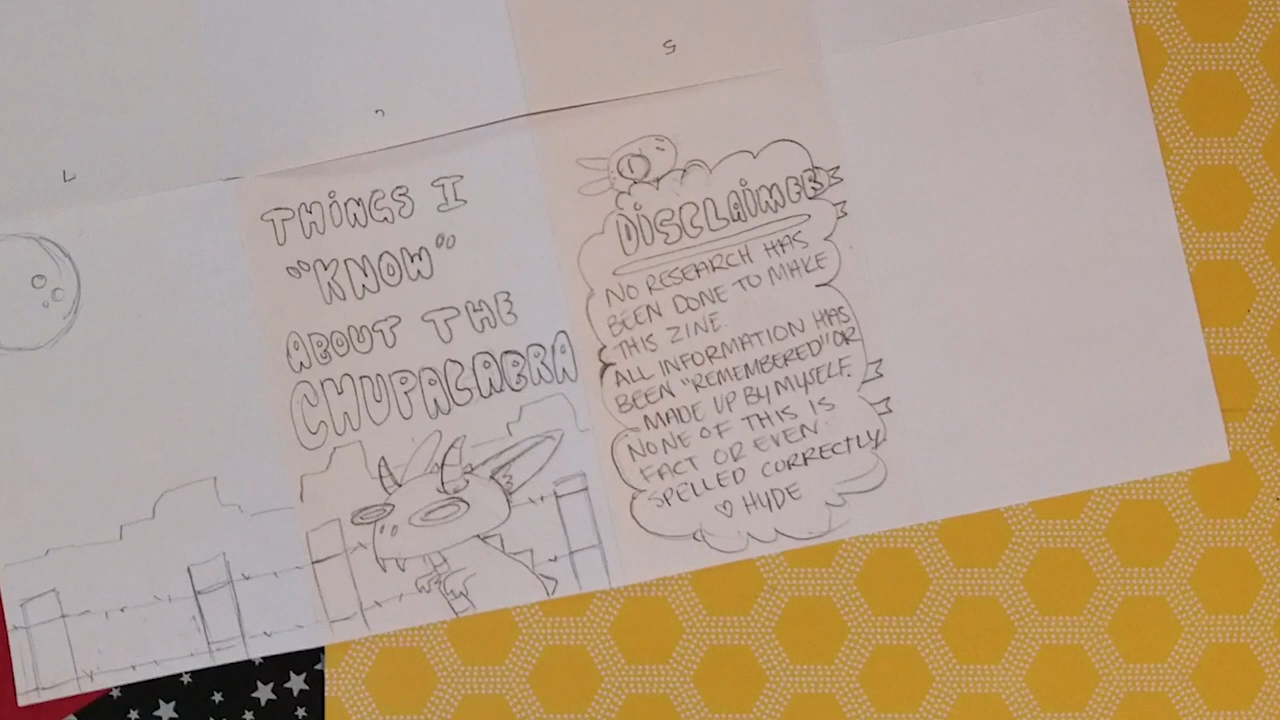 THINGS I
"KNOW"
ABOUT THE
CHUPACABRA
DISCLAIMER
NO RESEARCH HAS
BEEN DONE TO MAKE
THIS ZINE.
ALL INFORMATION HAS
BEEN "REMEMBERED" OR
MADE UP BY MYSELF.
NONE OF THIS IS
FACT OR EVEN
SPELLED CORRECTLY
♡ HYDE
5